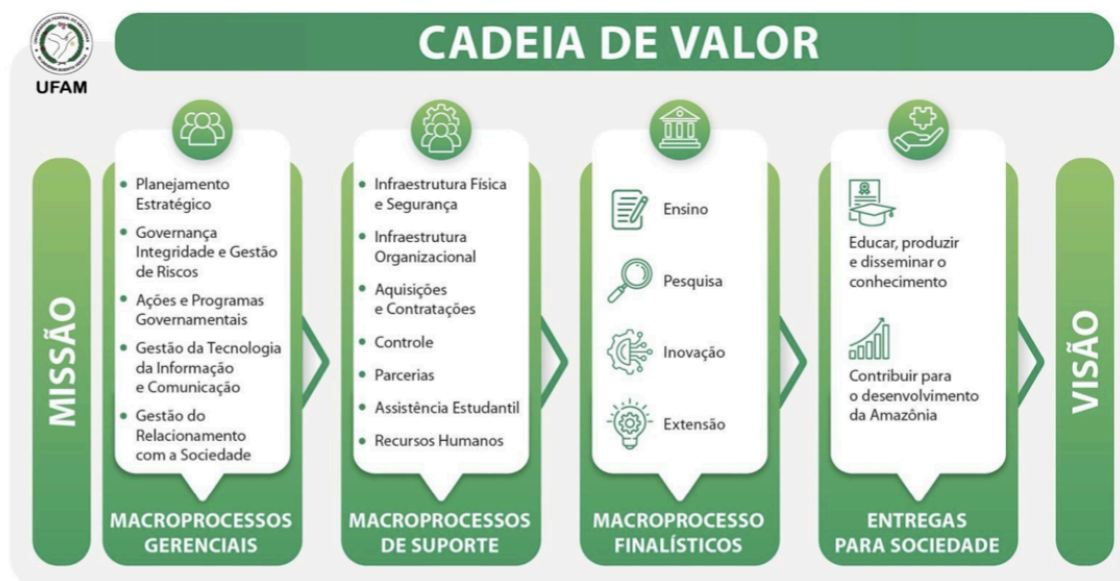 CADEIA DE VALOR
UFAM
MISSÃO
• Planejamento
Estratégico
• Governança
Integridade e Gestão
de Riscos
• Ações e Programas
Governamentais
• Gestão da Tecnologia
da Informação
e Comunicação
• Gestão do
Relacionamento
com a Sociedade
MACROPROCESSOS
GERENCIAIS
• Infraestrutura Física
e Segurança
• Infraestrutura
Organizacional
• Aquisições
e Contratações
• Controle
• Parcerias
• Assistência Estudantil
• Recursos Humanos
MACROPROCESSOS
DE SUPORTE
Ensino
Pesquisa
Inovação
Extensão
MACROPROCESSO
FINALÍSTICOS
Educar, produzir
e disseminar o
conhecimento
Contribuir para
o desenvolvimento
da Amazônia
ENTREGAS
PARA SOCIEDADE
VISÃO